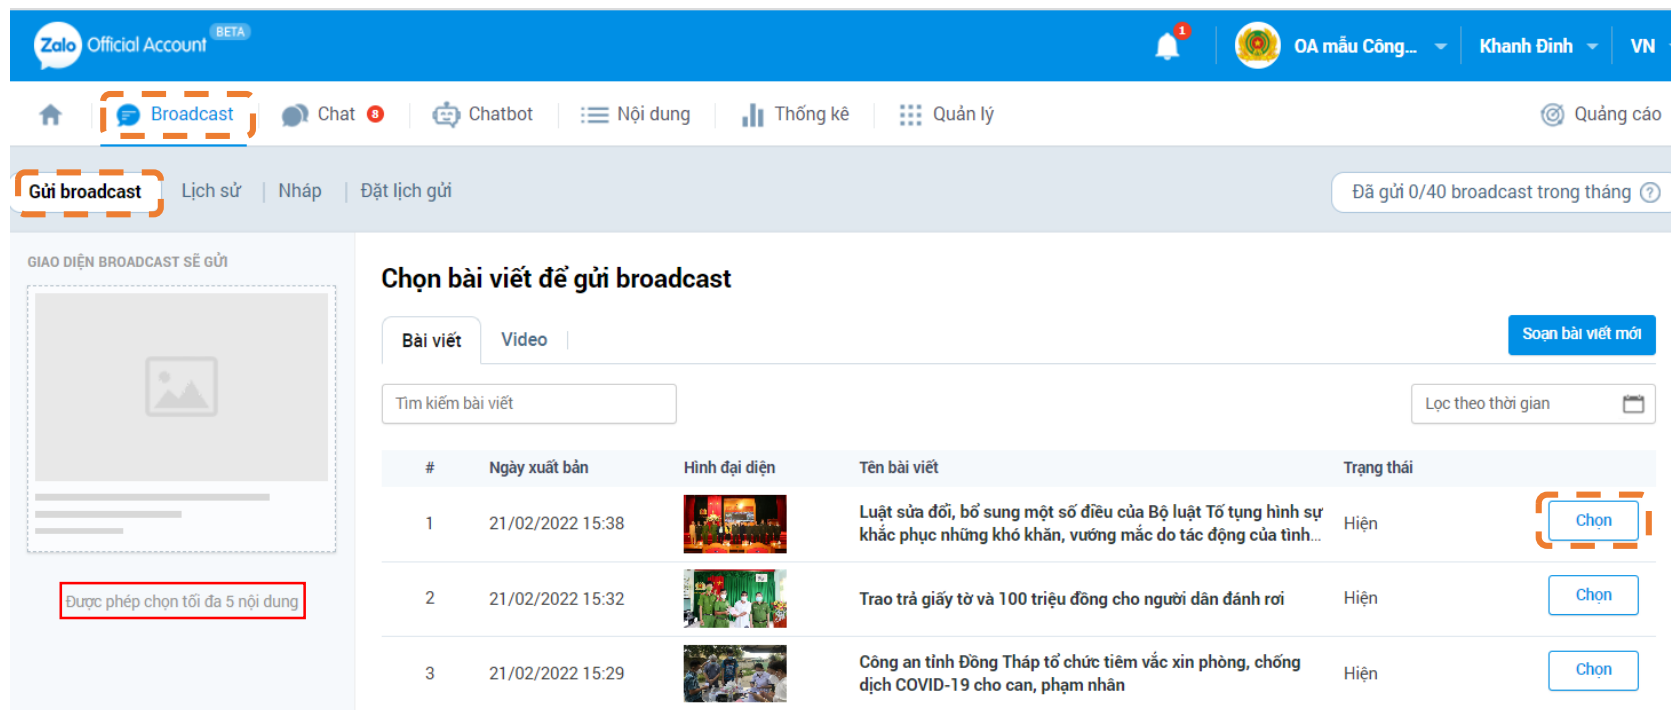 Zalo Official Account BETA
1
OA mẫu Công...
Khanh Đinh
VN
Broadcast
Chat 8
Chatbot
Nội dung
Thống kê
Quản lý
Quảng cáo
Gửi broadcast
Lịch sử
Nháp
Đặt lịch gửi
Đã gửi 0/40 broadcast trong tháng ?
GIAO DIỆN BROADCAST SẼ GỬI
Được phép chọn tối đa 5 nội dung
Chọn bài viết để gửi broadcast
Bài viết
Video
Soạn bài viết mới
Tìm kiếm bài viết
Lọc theo thời gian
# Ngày xuất bản Hình đại diện Tên bài viết Trạng thái
1 21/02/2022 15:38 Luật sửa đổi, bổ sung một số điều của Bộ luật Tố tụng hình sự
khắc phục những khó khăn, vướng mắc do tác động của tình... Hiện Chọn
2 21/02/2022 15:32 Trao trả giấy tờ và 100 triệu đồng cho người dân đánh rơi Hiện Chọn
3 21/02/2022 15:29 Công an tỉnh Đồng Tháp tổ chức tiêm vắc xin phòng, chống
dịch COVID-19 cho can, phạm nhân Hiện Chọn